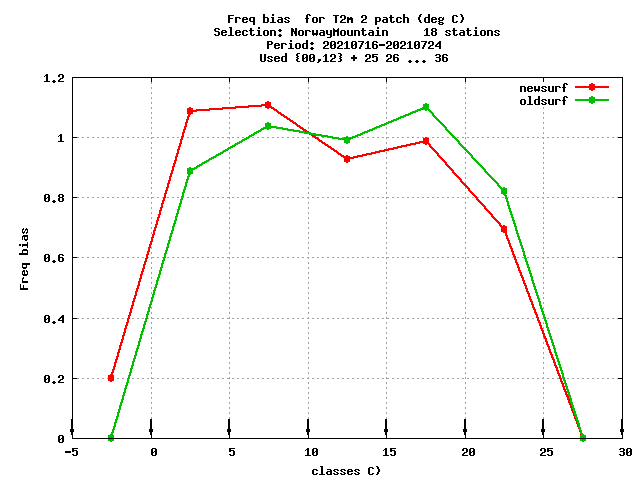 Freq bias  for T2m 2 patch (deg C)
Selection: NorwayMountain     18 stations
Period: 20210716-20210724
Used {00,12} + 25 26 ... 36
newsurf
oldsurf
1.2
1
0.8
0.6
0.4
0.2
0
Freq bias
-5 0 5 10 15 20 25 30
classes C)